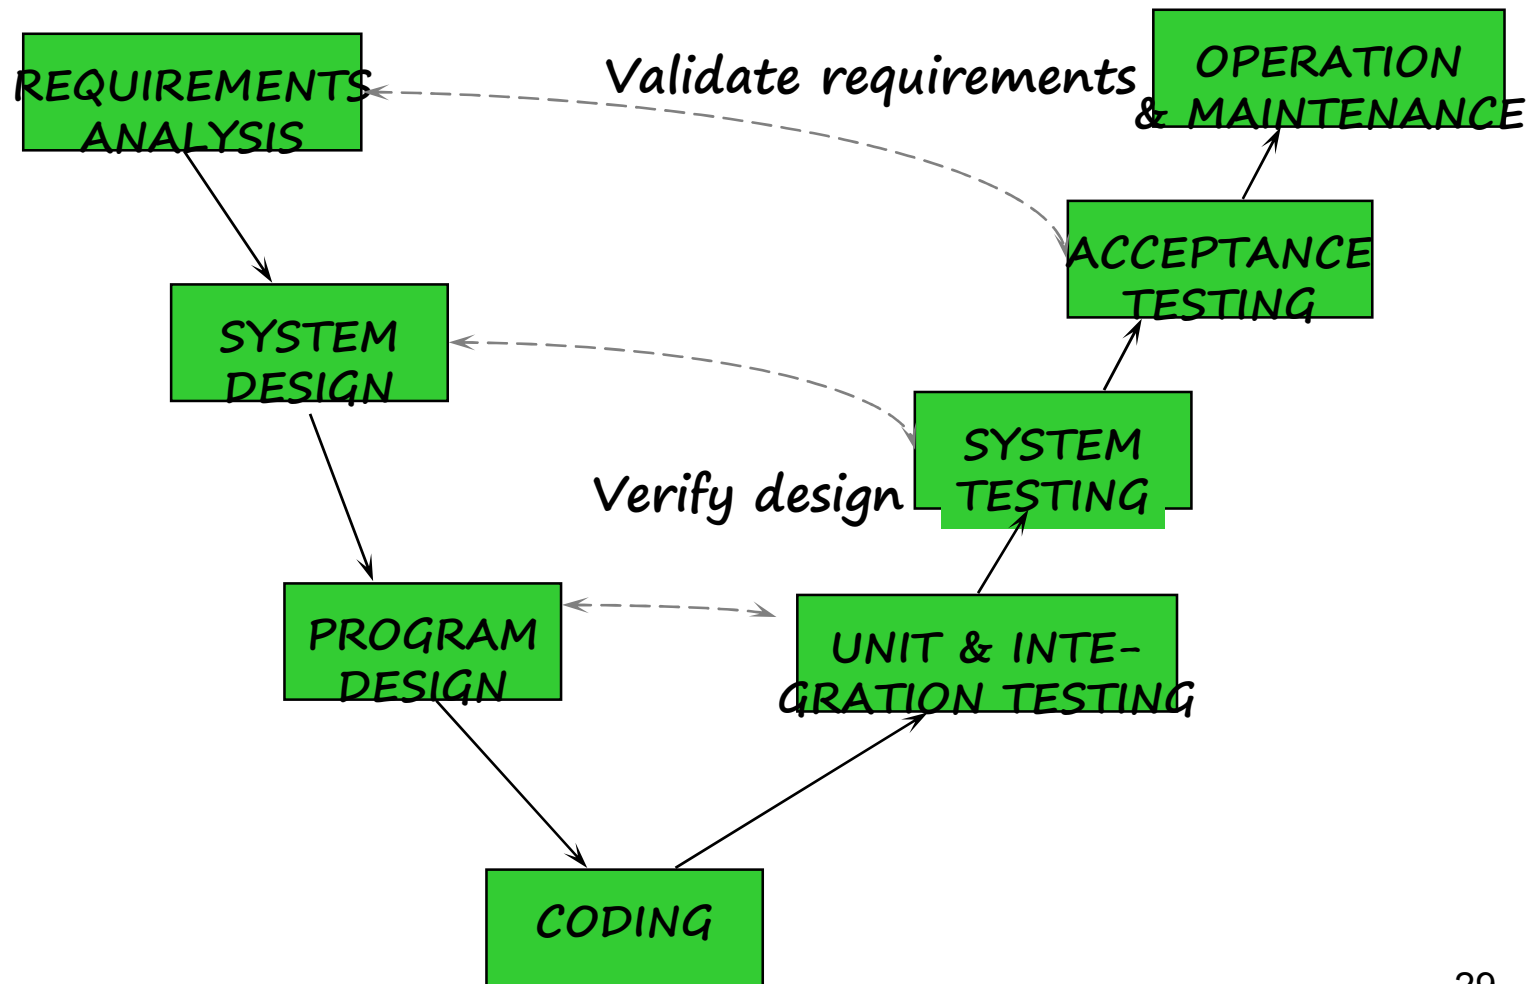 REQUIREMENTS
ANALYSIS
Validate requirements
OPERATION
& MAINTENANCE
ACCEPTANCE
TESTING
SYSTEM
DESIGN
SYSTEM
TESTING
Verify design
PROGRAM
DESIGN
UNIT & INTE-
GRATION TESTING
CODING